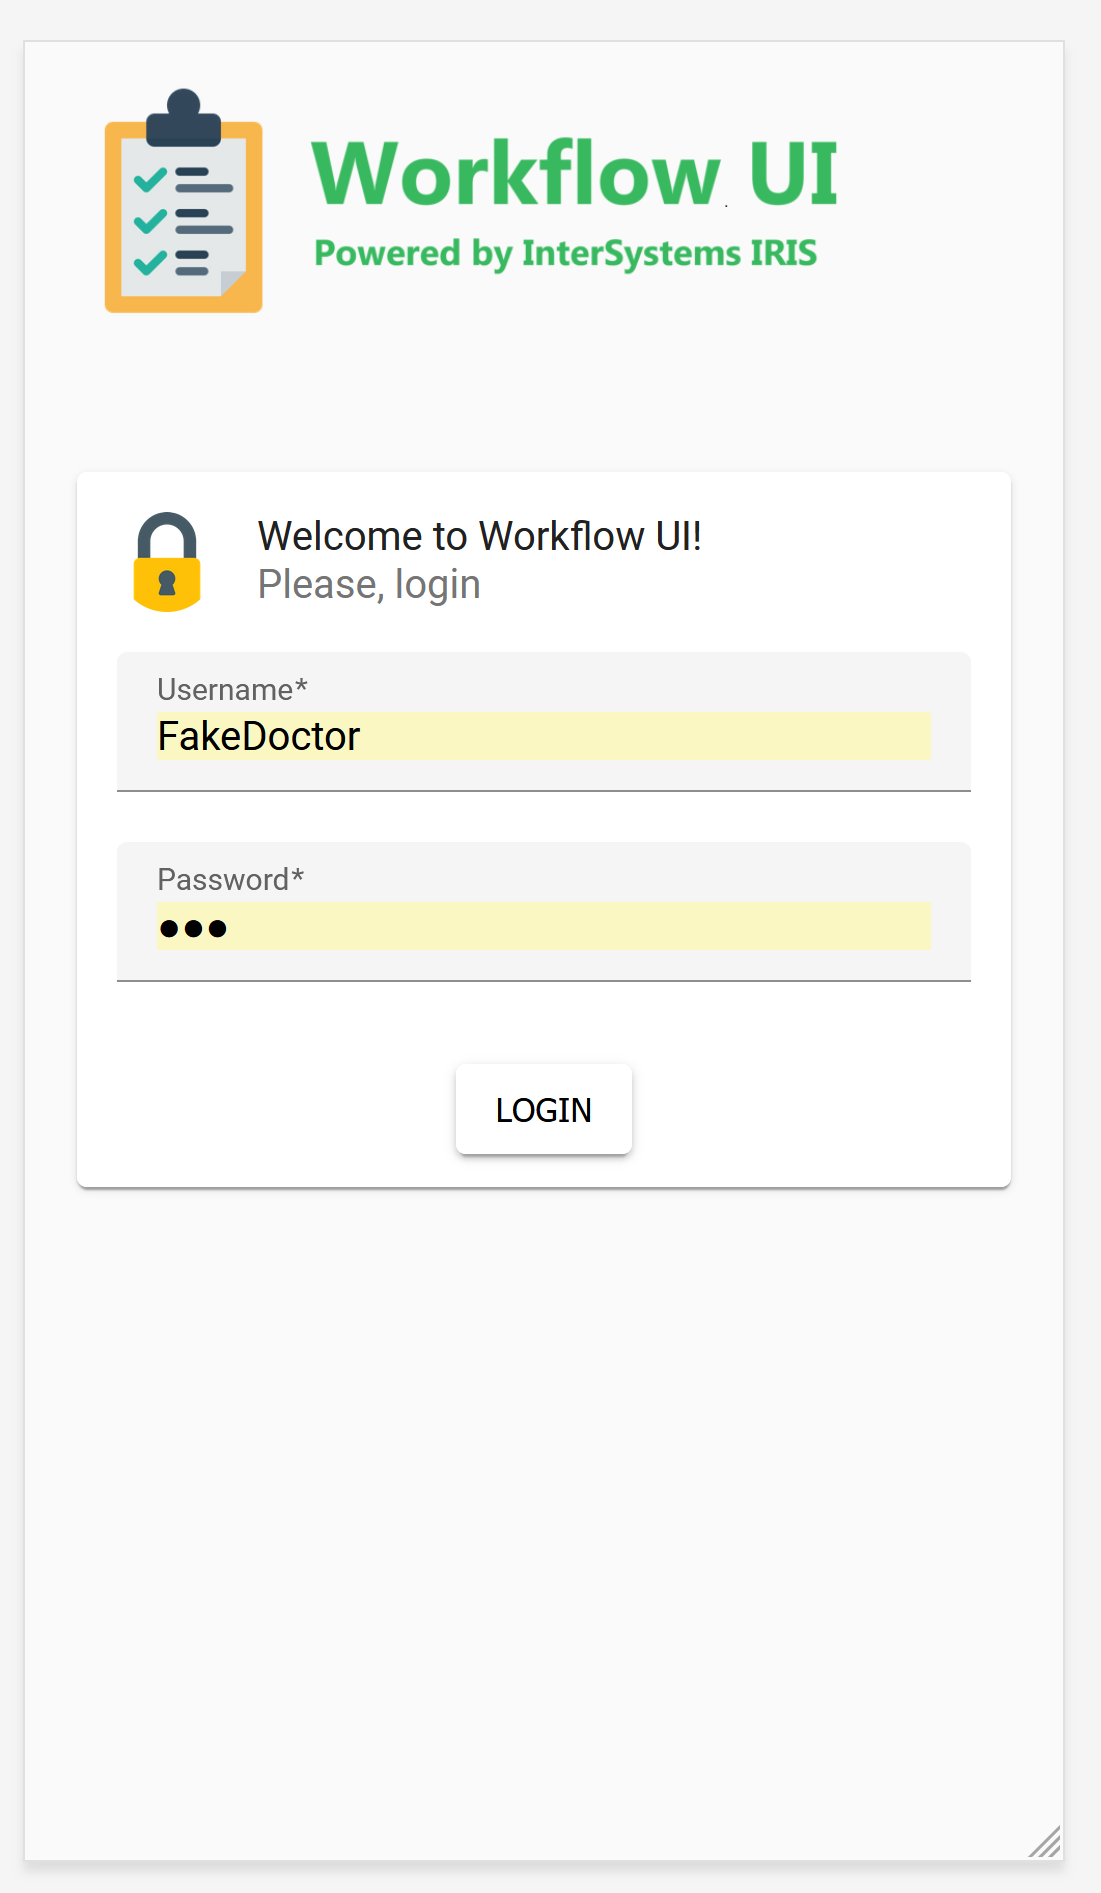 Workflow UI
Powered by InterSystems IRIS
Welcome to Workflow UI!
Please, login
Username*
FakeDoctor
Password*
●●●
LOGIN